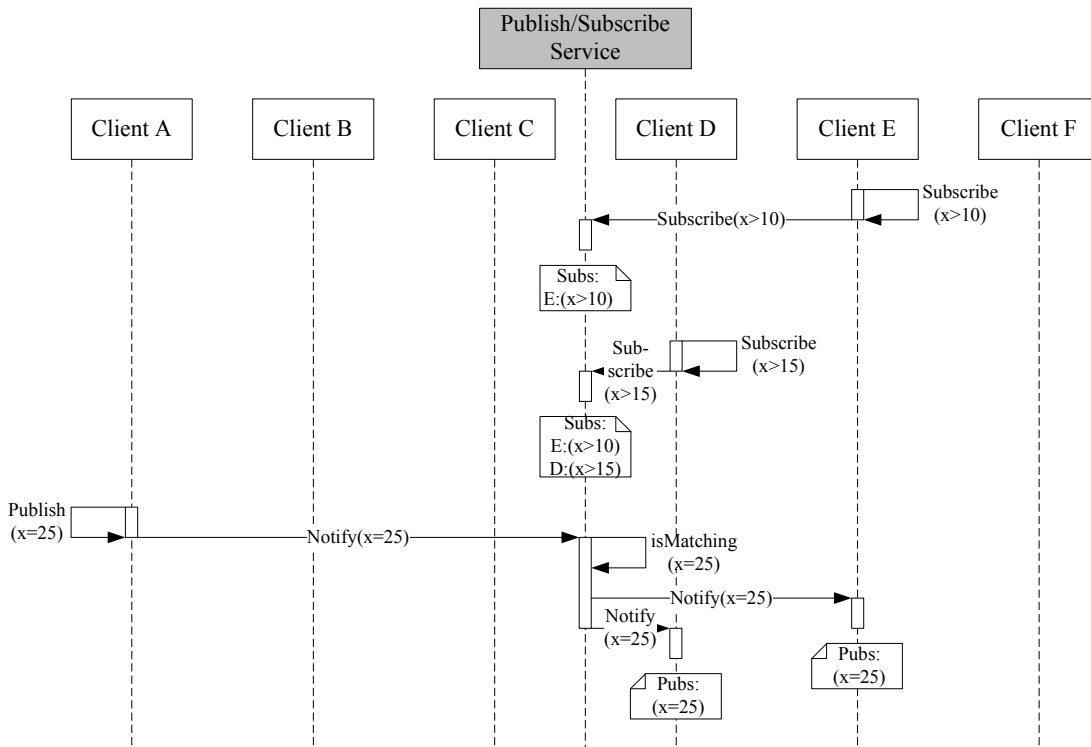 Publish/Subscribe
Service
Client A
Client B
Client C
Client D
Client E
Client F
Subscribe
(x>10)
Subscribe(x>10)
Subs:
E:(x>10)
Sub-
scribe
(x>15)
Subscribe
(x>15)
Subs:
E:(x>10)
D:(x>15)
Publish
(x=25)
Notify(x=25)
isMatching
(x=25)
Notify(x=25)
Notify
(x=25)
Pubs:
(x=25)
Pubs:
(x=25)